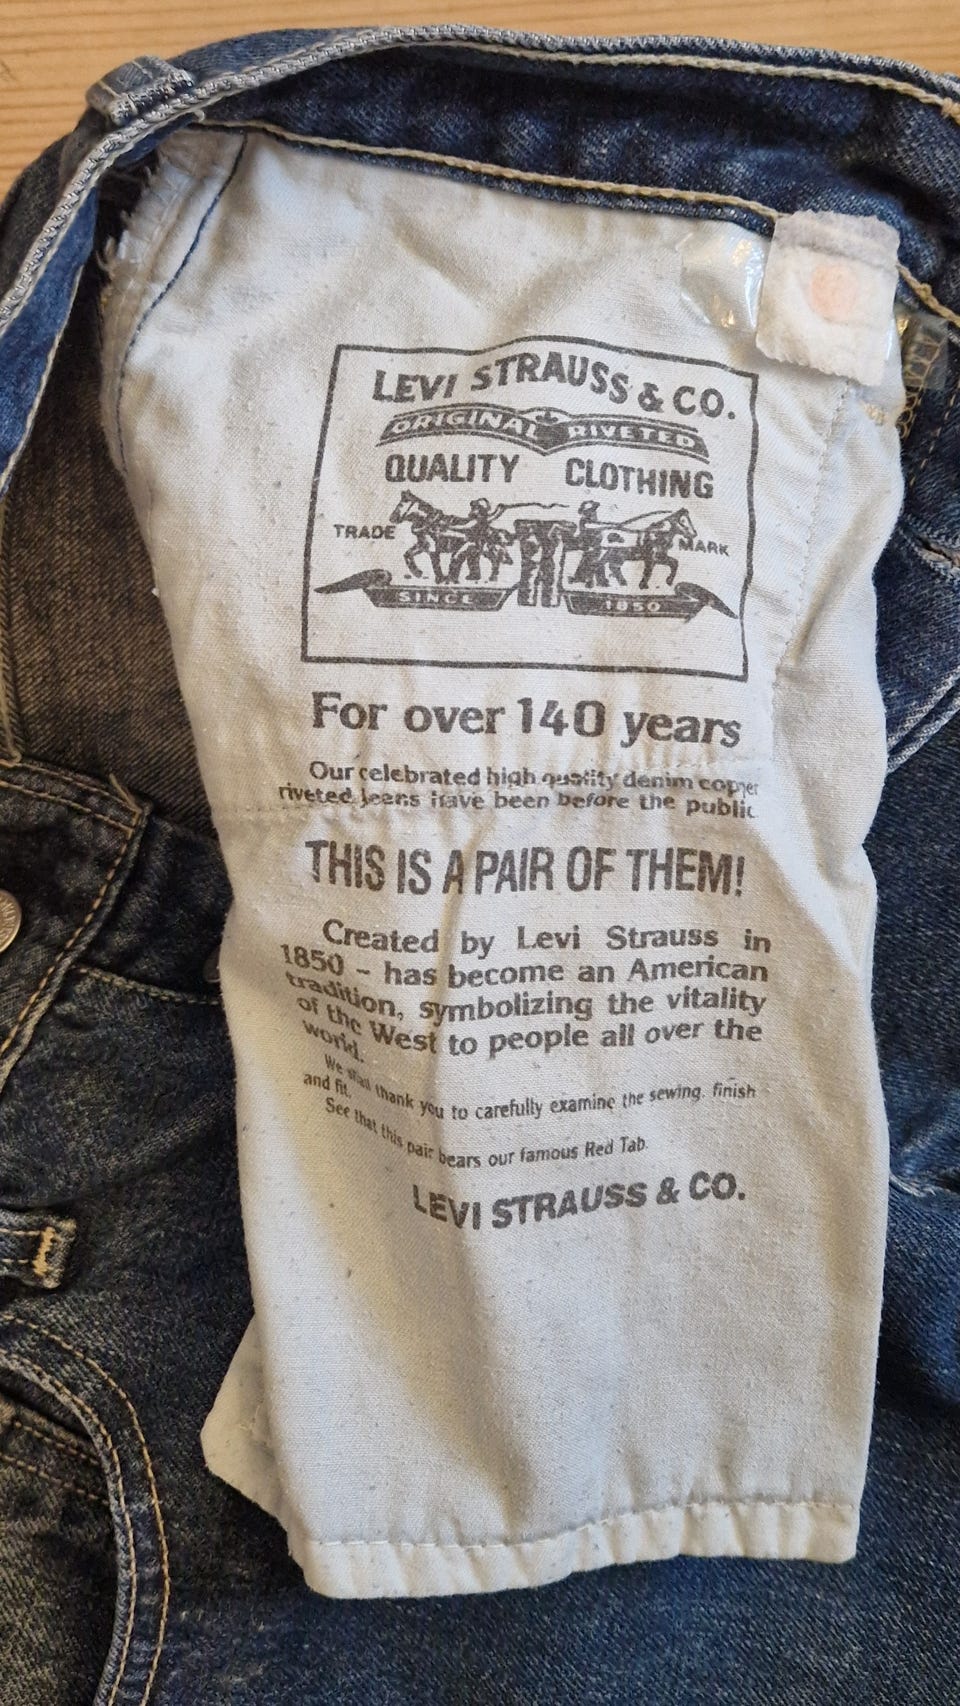 LEVI STRAUSS & CO.
ORIGINAL RIVETED
QUALITY CLOTHING
TRADE MARK
SINCE 1850
For over 140 years
Our celebrated high quality denim copper
riveted jeans have been before the public
THIS IS A PAIR OF THEM!
Created by Levi Strauss in
1850 – has become an American
tradition, symbolizing the vitality
of the West to people all over the
world.
We shall thank you to carefully examine the sewing, finish
and fit.
See that this pair bears our famous Red Tab.
LEVI STRAUSS & CO.